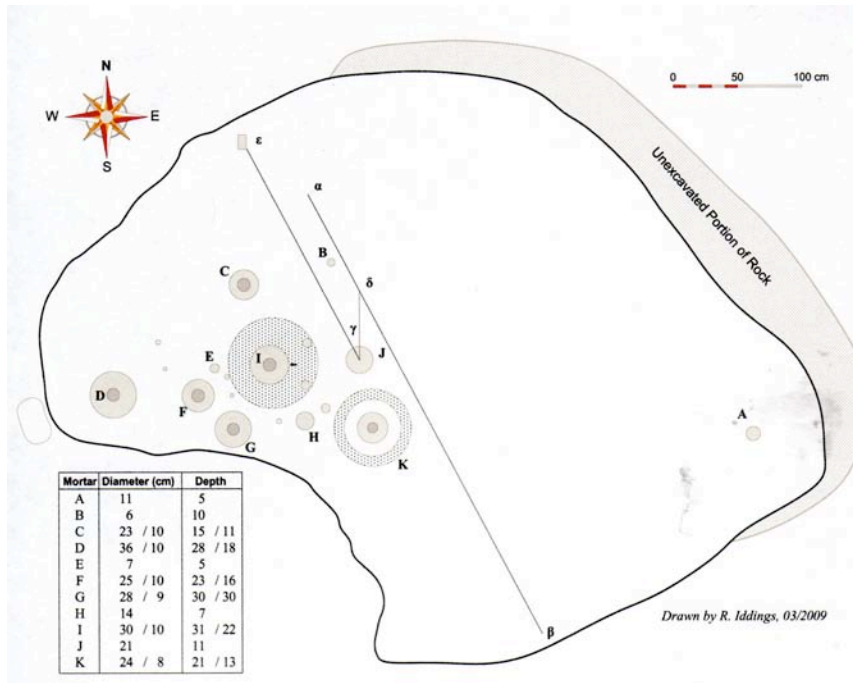 N
W E
S
0 50 100 cm
Unexcavated Portion of Rock
ε
α
B
δ
C
γ
J
E
I
D
F
H
G
K
A
β
Mortar Diameter (cm) Depth
A 11 5
B 6 10
C 23 / 10 15 / 11
D 36 / 10 28 / 18
E 7 5
F 25 / 10 23 / 16
G 28 / 9 30 / 30
H 14 7
I 30 / 10 31 / 22
J 21 11
K 24 / 8 21 / 13
Drawn by R. Iddings, 03/2009